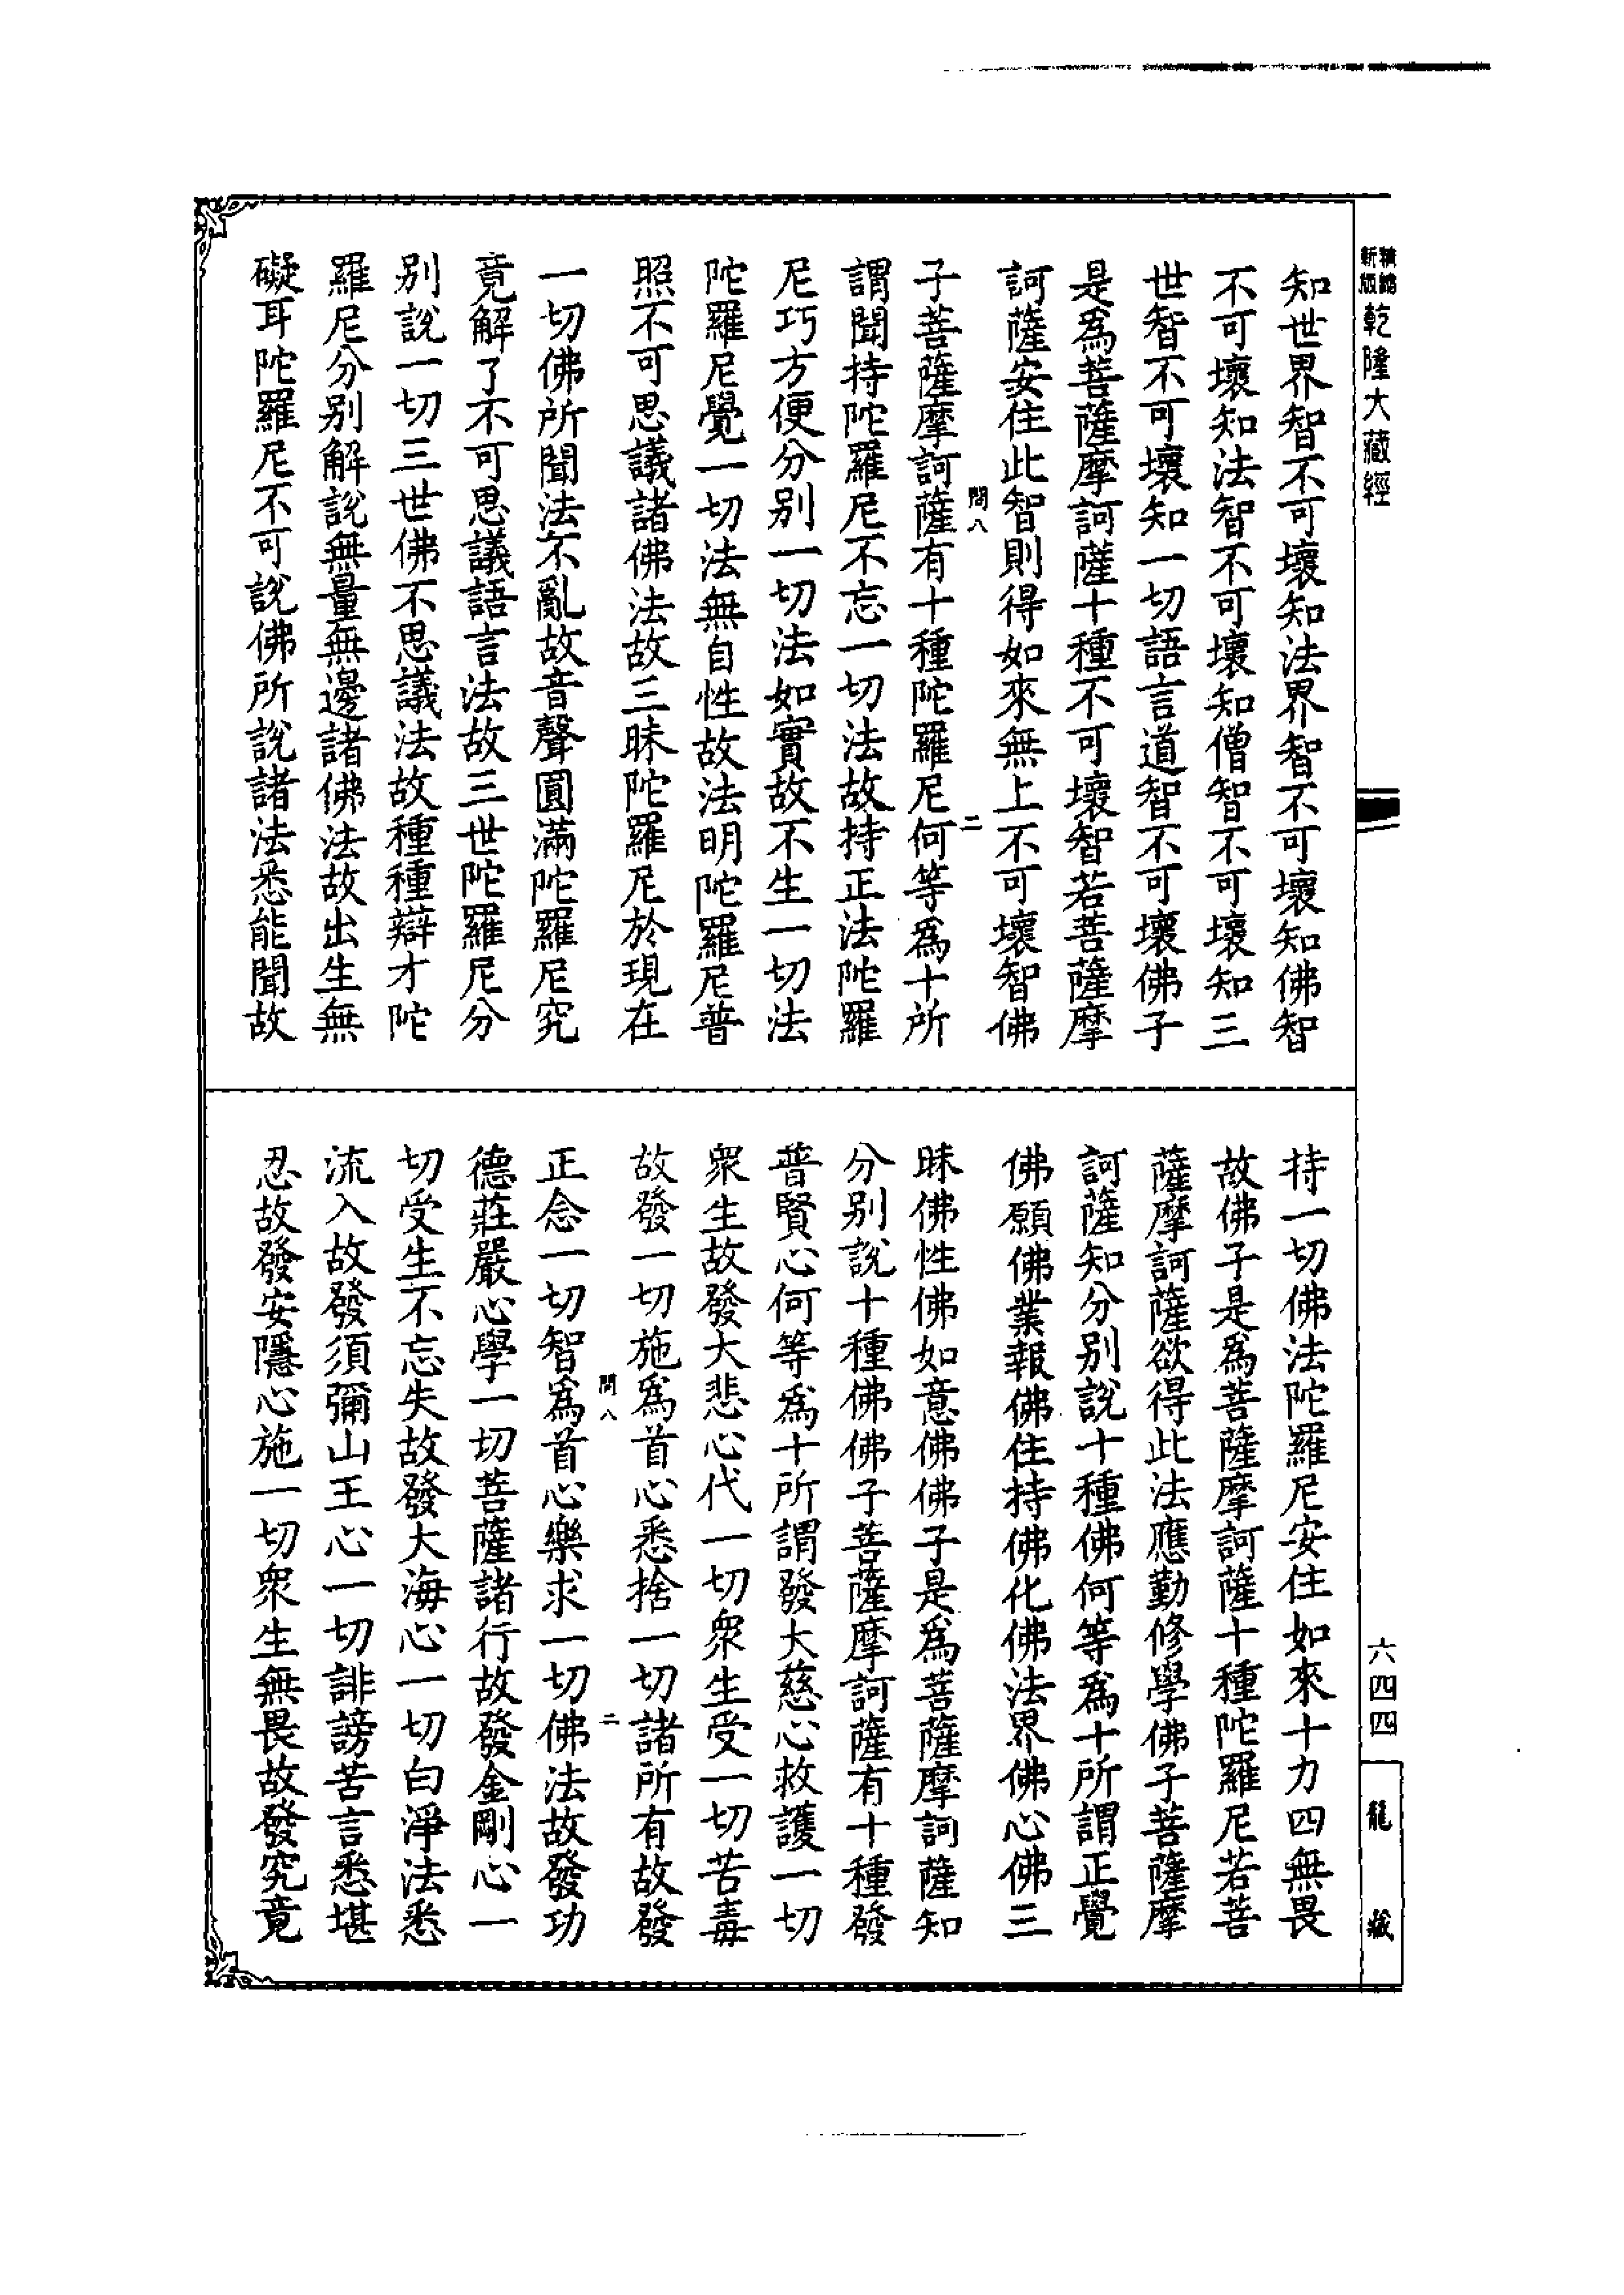 精繡新版乾隆大藏經
知世界智不可壞知法界智不可壞知佛智
不可壞知法智不可壞知僧智不可壞知三
世智不可壞知一切語言道智不可壞佛子
是為菩薩摩訶薩十種不可壞智若菩薩摩
訶薩安住此智則得如來無上不可壞智佛
問八 二
子菩薩摩訶薩有十種陀羅尼何等為十所
謂聞持陀羅尼不忘一切法故持正法陀羅
尼巧方便分別一切法如實故不生一切法
陀羅尼覺一切法無自性故法明陀羅尼普
照不可思議諸佛法故三昧陀羅尼於現在
一切佛所聞法不亂故音聲圓滿陀羅尼究
竟解了不可思議語言法故三世陀羅尼分
別說一切三世佛不思議法故種種辯才陀
羅尼分別解說無量無邊諸佛法故出生無
礙耳陀羅尼不可說佛所說諸法悉能聞故
持一切佛法陀羅尼安住如來十力四無畏
故佛子是為菩薩摩訶薩十種陀羅尼若菩
薩摩訶薩欲得此法應勤修學佛子菩薩摩
訶薩知分別說十種佛何等為十所謂正覺
佛願佛業報佛住持佛化佛法界佛心佛三
昧佛性佛如意佛佛子是為菩薩摩訶薩知
分別說十種佛佛子菩薩摩訶薩有十種發
普賢心何等為十所謂發大慈心救護一切
眾生故發大悲心代一切眾生受一切苦毒
故發一切施為首心悉捨一切諸所有故發
問八 二
正念一切智為首心樂求一切佛法故發功
德莊嚴心學一切菩薩諸行故發金剛心一
切受生不忘失故發大海心一切白淨法悉
流入故發須彌山王心一切誹謗苦言悉堪
忍故發安隱心施一切眾生無畏故發究竟
六四四
龍藏